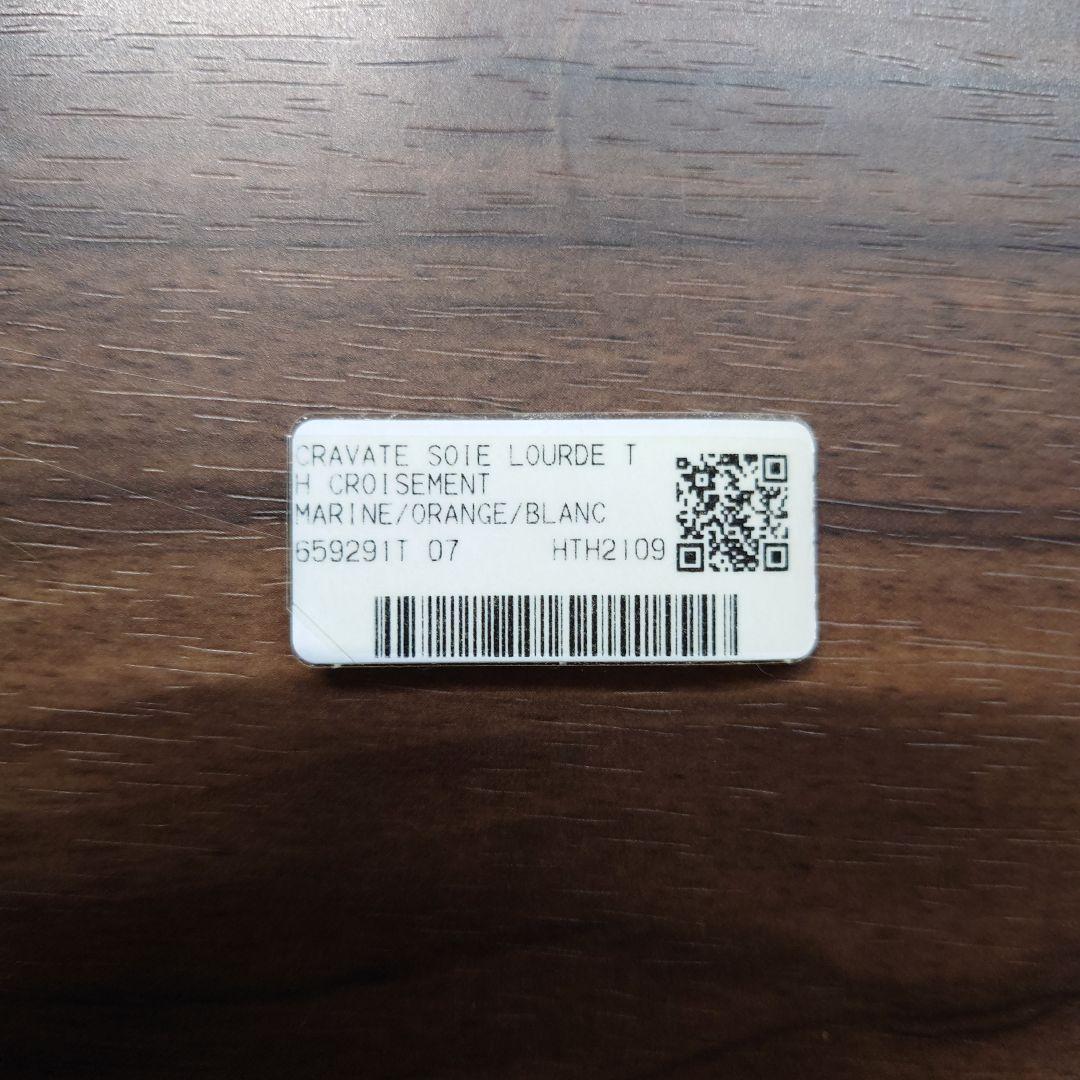 CRAVATE SOIE LOURDE T
H CROISEMENT
MARINE/ORANGE/BLANC
659291T 07 HTH2109